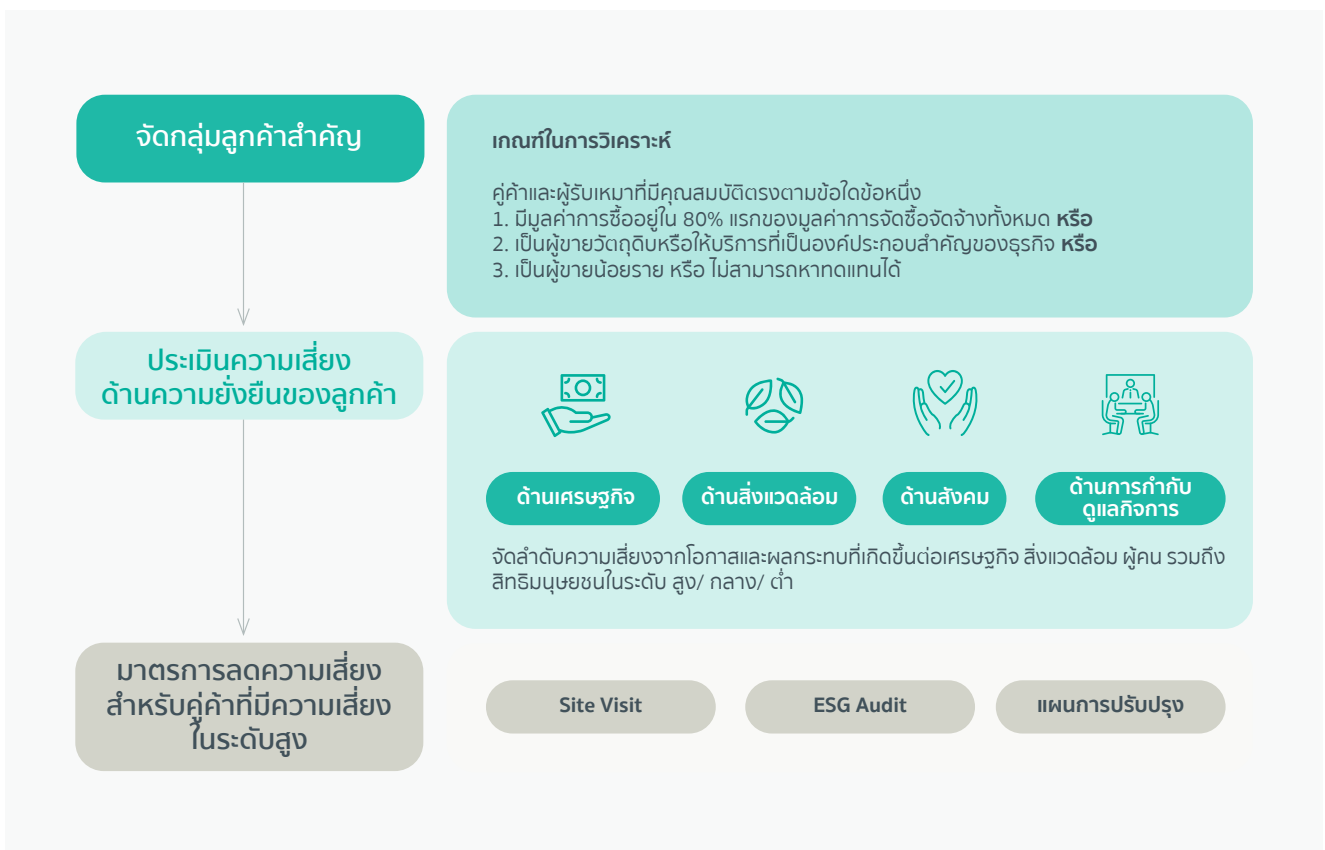 จัดกลุ่มลูกค้าสำคัญ
เกณฑ์ในการวิเคราะห์
คู่ค้าและผู้รับเหมาที่มีคุณสมบัติตรงตามข้อใดข้อหนึ่ง
1. มีมูลค่าการซื้ออยู่ใน 80% แรกของมูลค่าการจัดซื้อจัดจ้างทั้งหมด หรือ
2. เป็นผู้ขายวัตถุดิบหรือให้บริการที่เป็นองค์ประกอบสำคัญของธุรกิจ หรือ
3. เป็นผู้ขายน้อยราย หรือ ไม่สามารถหาทดแทนได้
ประเมินความเสี่ยง
ด้านความยั่งยืนของลูกค้า
ด้านเศรษฐกิจ
ด้านสิ่งแวดล้อม
ด้านสังคม
ด้านการกำกับ
ดูแลกิจการ
จัดลำดับความเสี่ยงจากโอกาสและผลกระทบที่เกิดขึ้นต่อเศรษฐกิจ สิ่งแวดล้อม ผู้คน รวมถึง
สิทธิมนุษยชนในระดับ สูง/ กลาง/ ต่ำ
มาตรการลดความเสี่ยง
สำหรับคู่ค้าที่มีความเสี่ยง
ในระดับสูง
Site Visit
ESG Audit
แผนการปรับปรุง